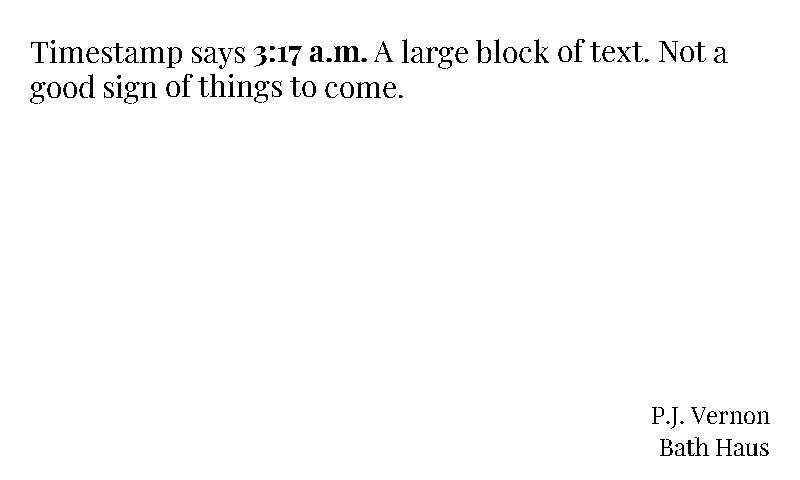 Timestamp says 3:17 a.m. A large block of text. Not a
good sign of things to come.
P.J. Vernon
Bath Haus